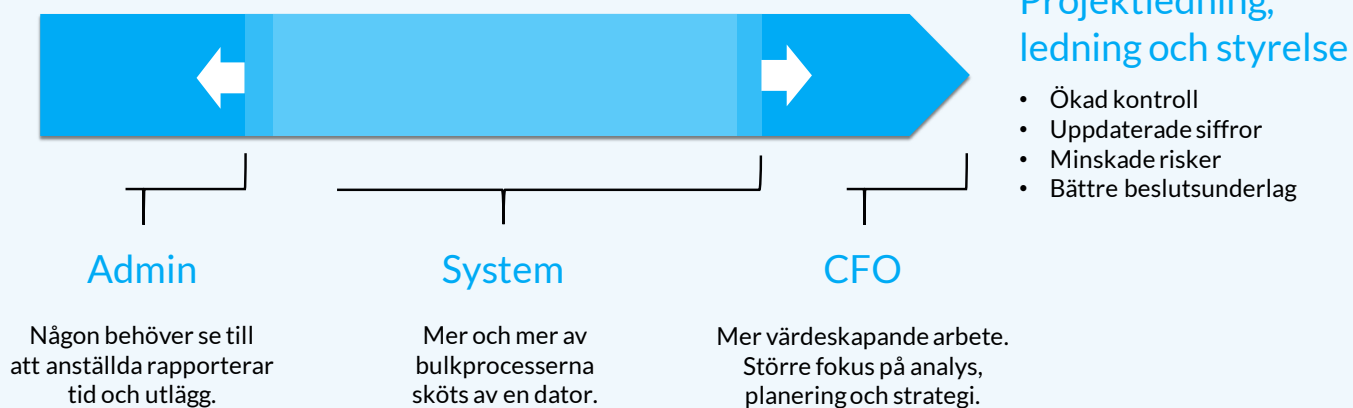 Projektledning,
ledning och styrelse
• Ökad kontroll
• Uppdaterade siffror
• Minskade risker
• Bättre beslutsunderlag
Admin
Någon behöver se till
att anställda rapporterar
tid och utlägg.
System
Mer och mer av
bulkprocesserna
sköts av en dator.
CFO
Mer värdeskapande arbete.
Större fokus på analys,
planering och strategi.